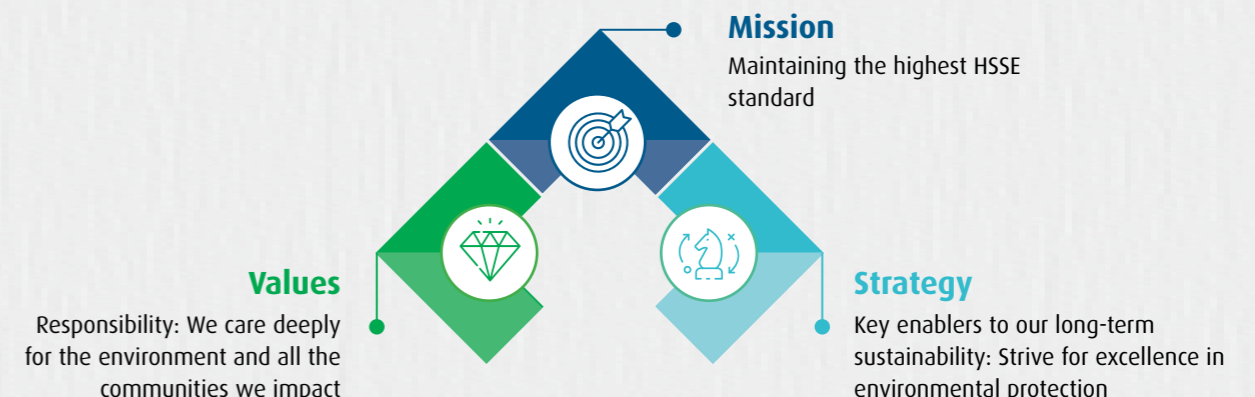 Mission
Maintaining the highest HSSE
standard
Values
Responsibility: We care deeply
for the environment and all the
communities we impact
Strategy
Key enablers to our long-term
sustainability: Strive for excellence in
environmental protection